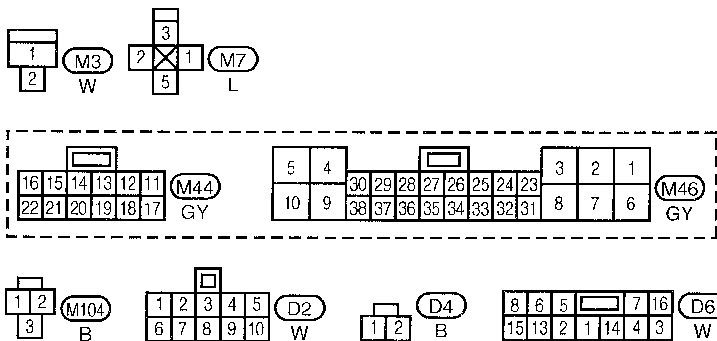 1 M3
2 W
3
2 1 M7
5 L
16 15 14 13 12 11 M44
22 21 20 19 18 17 GY
5 4 30 29 28 27 26 25 24 23 3 2 1 M46
10 9 38 37 36 35 34 33 32 31 8 7 6 GY
1 2 M104
3 B
1 2 3 4 5 D2
6 7 8 9 10 W
1 2 D4
B
8 6 5 7 16 D6
15 13 2 1 14 4 3 W